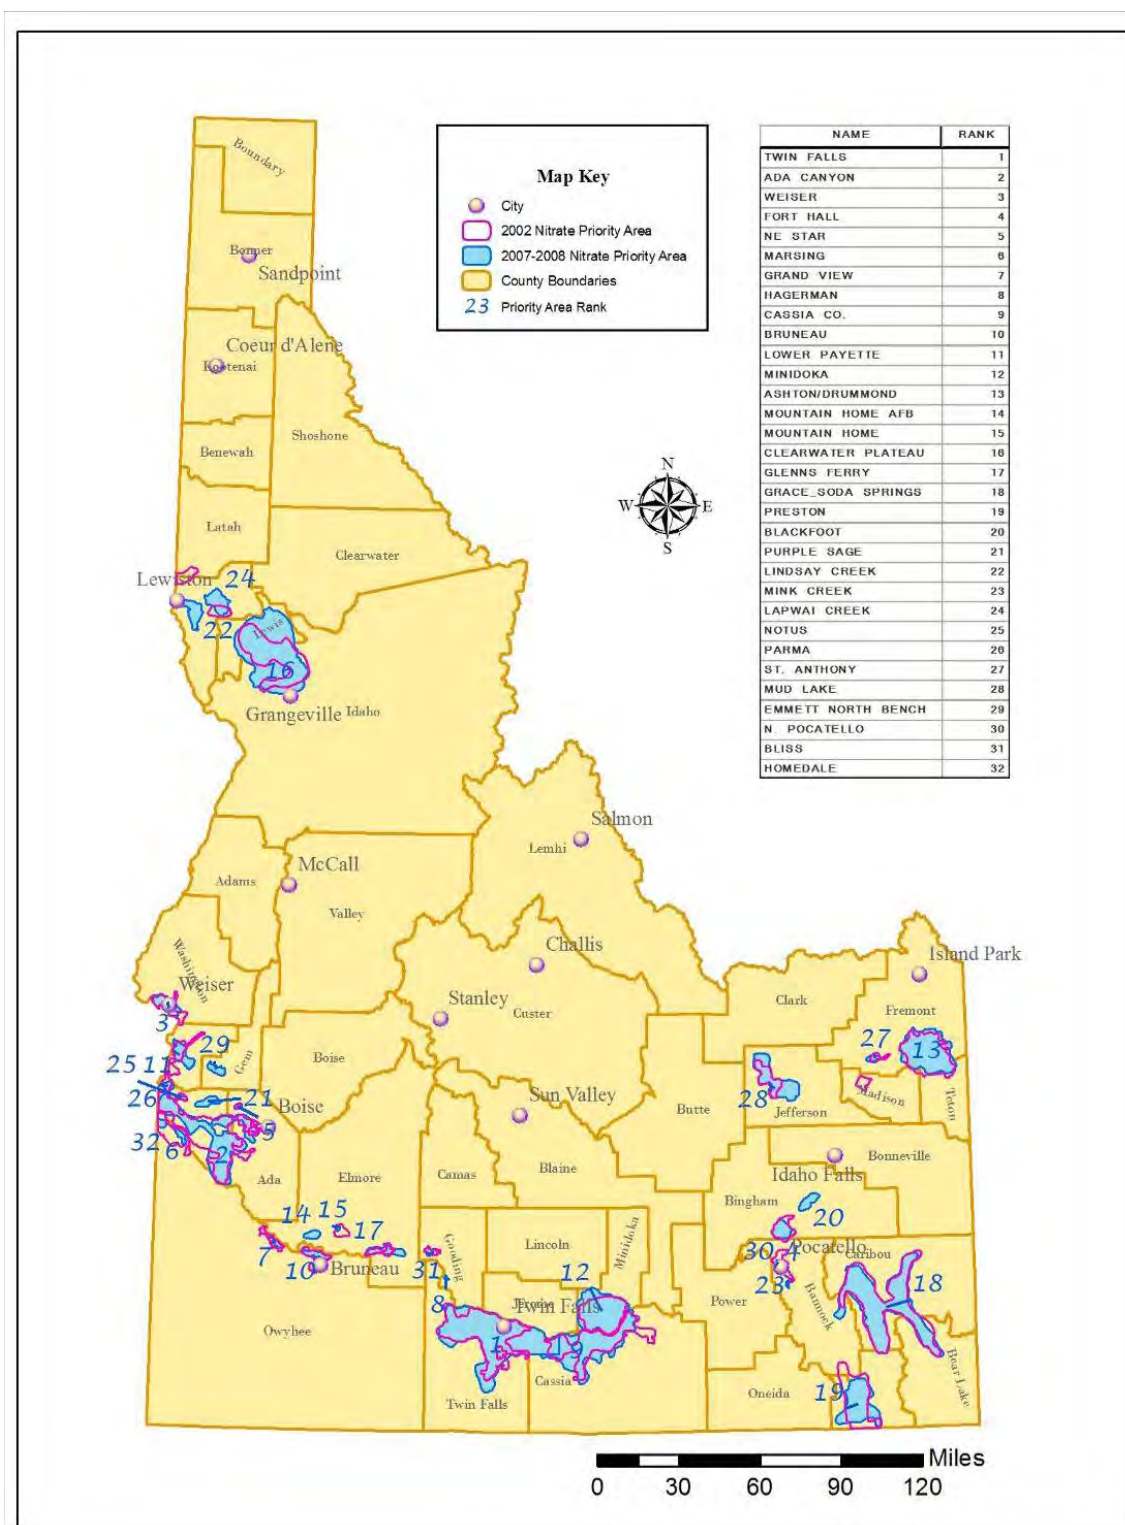 Map Key
City
2002 Nitrate Priority Area
2007-2008 Nitrate Priority Area
County Boundaries
23 Priority Area Rank
NAME RANK
TWIN FALLS 1
ADA CANYON 2
WEISER 3
FORT HALL 4
NE STAR 5
MARSING 6
GRAND VIEW 7
HAGERMAN 8
CASSIA CO. 9
BRUNEAU 10
LOWER PAYETTE 11
MINIDOKA 12
ASHTON/DRUMMOND 13
MOUNTAIN HOME AFB 14
MOUNTAIN HOME 15
CLEARWATER PLATEAU 16
GLENNS FERRY 17
GRACE_SODA SPRINGS 18
PRESTON 19
BLACKFOOT 20
PURPLE SAGE 21
LINDSAY CREEK 22
MINK CREEK 23
LAPWAI CREEK 24
NOTUS 25
PARMA 26
ST. ANTHONY 27
MUD LAKE 28
EMMETT NORTH BENCH 29
N. POCATELLO 30
BLISS 31
HOMEDALE 32
N
W E
S
Boundary
Bonner
Sandpoint
Coeur d'Alene
Kootenai
Shoshone
Benewah
Latah
Clearwater
Lewiston
24
22
Lewis
16
Grangeville
Idaho
Salmon
Lemhi
McCall
Adams
Valley
Challis
Island Park
Washington
Weiser
3
Stanley
Custer
Clark
Fremont
27
13
25
11
29
Gem
Boise
26
21
Boise
Sun Valley
Butte
28
Jefferson
Madison
Teton
32
6
2
5
Ada
Elmore
Camas
Blaine
Idaho Falls
Bonneville
Bingham
20
14
15
17
7
10
Bruneau
31
Gooding
Lincoln
Minidoka
30
Pocatello
4
Caribou
23
18
12
8
Jerome
Twin Falls
Power
Bannock
Owyhee
1
9
Cassia
Twin Falls
Oneida
19
Bear Lake
Miles
0 30 60 90 120